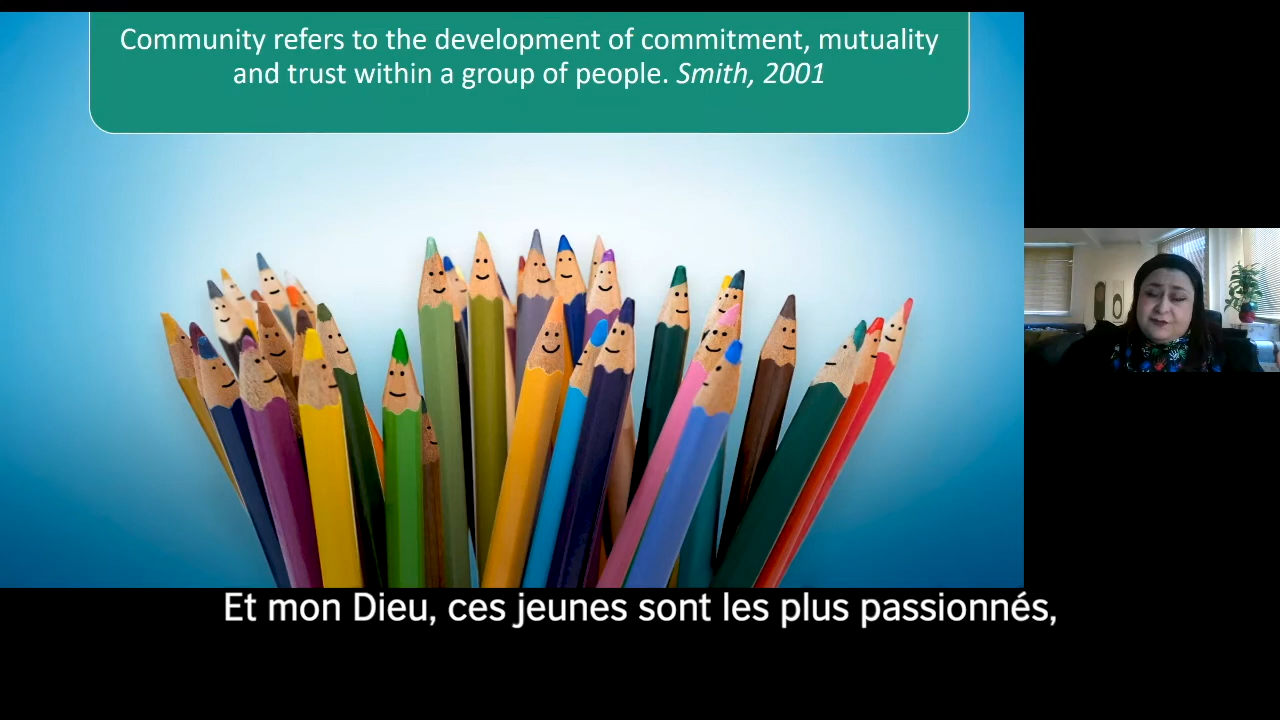 Community refers to the development of commitment, mutuality
and trust within a group of people. Smith, 2001
Et mon Dieu, ces jeunes sont les plus passionnés,